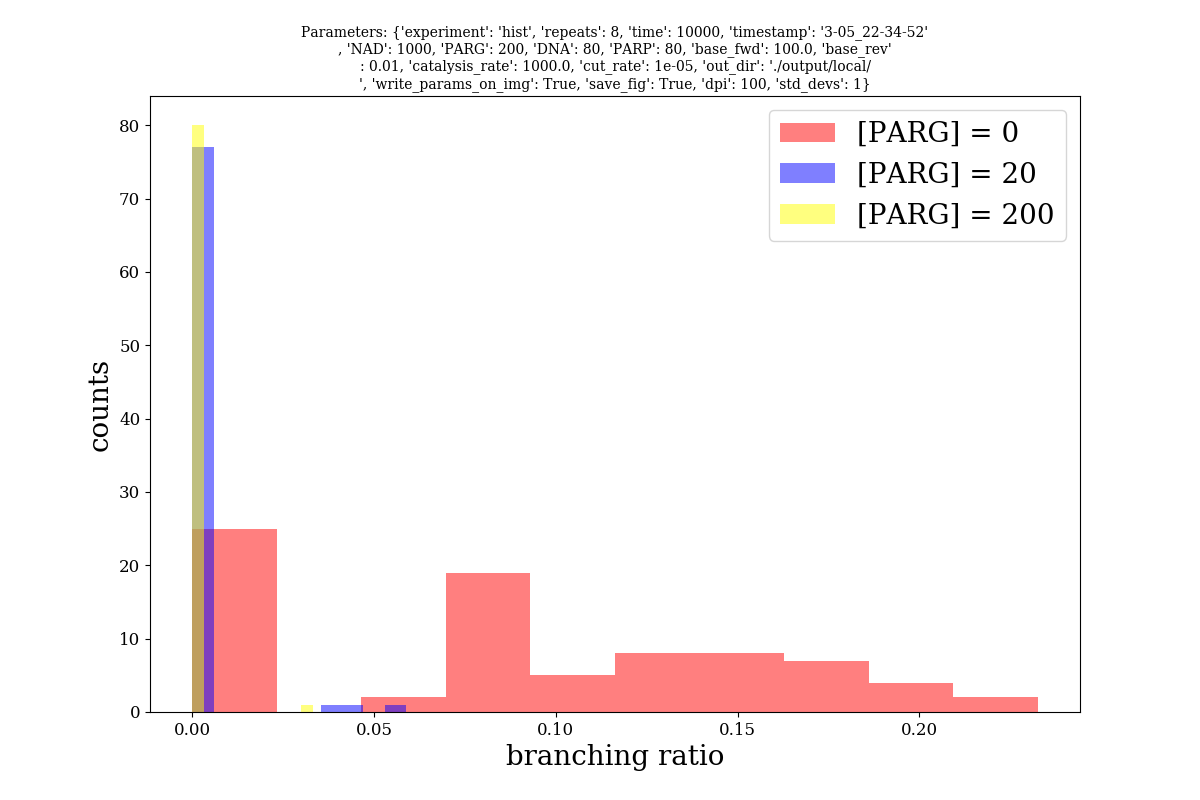 Parameters: {'experiment': 'hist', 'repeats': 8, 'time': 10000, 'timestamp': '3-05_22-34-52'
, 'NAD': 1000, 'PARG': 200, 'DNA': 80, 'PARP': 80, 'base_fwd': 100.0, 'base_rev'
: 0.01, 'catalysis_rate': 1000.0, 'cut_rate': 1e-05, 'out_dir': './output/local/
', 'write_params_on_img': True, 'save_fig': True, 'dpi': 100, 'std_devs': 1}
[PARG] = 0
[PARG] = 20
[PARG] = 200
80
70
60
50
40
30
20
10
0
counts
0.00
0.05
0.10
0.15
0.20
branching ratio